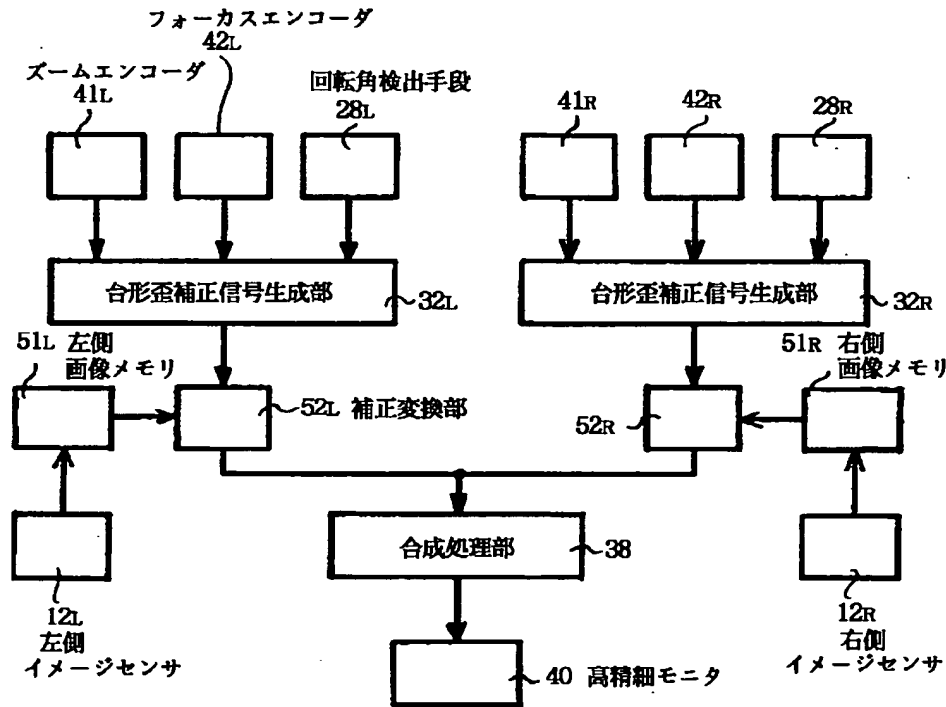 フォーカスエンコーダ
42L
ズームエンコーダ
41L
回転角検出手段
28L
41R
42R
28R
台形歪補正信号生成部
32L
台形歪補正信号生成部
32R
51L 左側
画像メモリ
52L 補正変換部
51R 右側
画像メモリ
52R
合成処理部
38
12L
左側
イメージセンサ
12R
右側
イメージセンサ
40 高精細モニタ